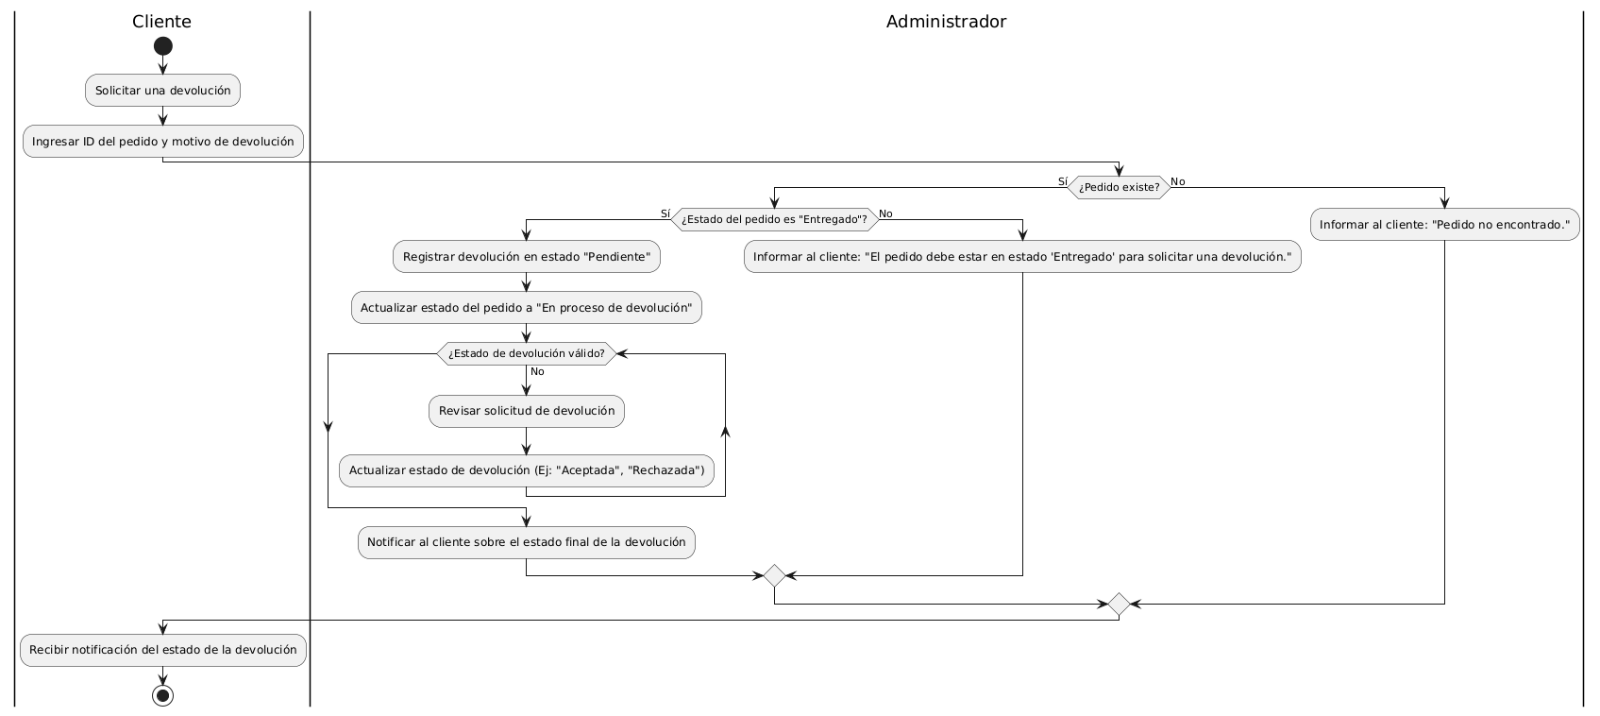 Cliente
Administrador
Solicitar una devolución
Ingresar ID del pedido y motivo de devolución
¿Pedido existe?
Sí
No
¿Estado del pedido es "Entregado"?
Sí
No
Informar al cliente: "Pedido no encontrado."
Registrar devolución en estado "Pendiente"
Informar al cliente: "El pedido debe estar en estado 'Entregado' para solicitar una devolución."
Actualizar estado del pedido a "En proceso de devolución"
¿Estado de devolución válido?
No
Revisar solicitud de devolución
Actualizar estado de devolución (Ej: "Aceptada", "Rechazada")
Notificar al cliente sobre el estado final de la devolución
Recibir notificación del estado de la devolución